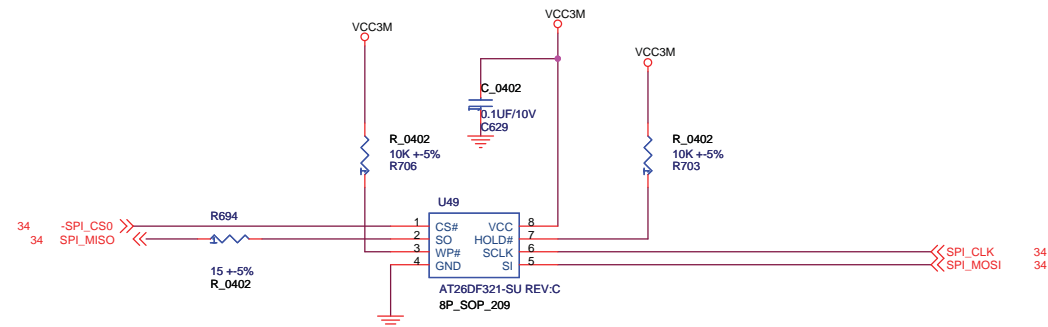 VCC3M
VCC3M
VCC3M
C_0402
0.1UF/10V
C629
R_0402
10K +-5%
R706
R_0402
10K +-5%
R703
U49
34 -SPI_CS0
R694
1 CS# VCC 8
34 SPI_MISO
1
2 SO HOLD# 7
3 WP# SCLK 6
SPI_CLK 34
4 GND SI 5
SPI_MOSI 34
15 +-5%
R_0402
AT26DF321-SU REV:C
8P_SOP_209